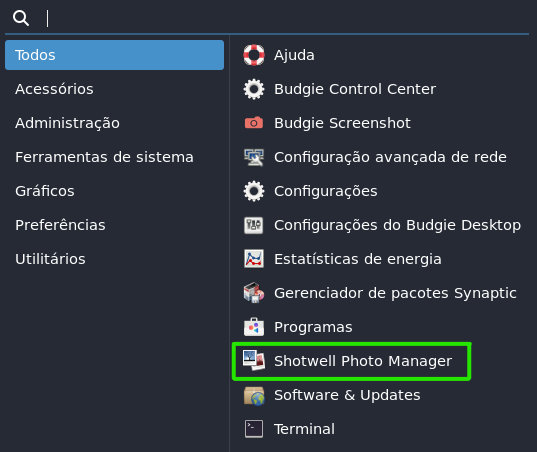 Todos
Acessórios
Administração
Ferramentas de sistema
Gráficos
Preferências
Utilitários
Ajuda
Budgie Control Center
Budgie Screenshot
Configuração avançada de rede
Configurações
Configurações do Budgie Desktop
Estatísticas de energia
Gerenciador de pacotes Synaptic
Programas
Shotwell Photo Manager
Software & Updates
Terminal